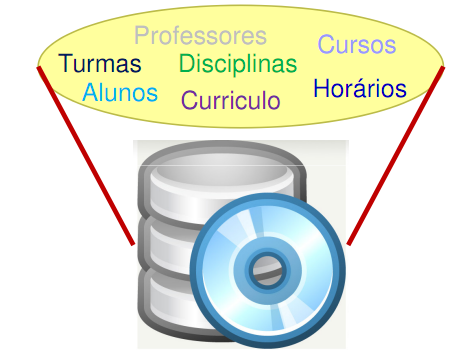 Professores
Cursos
Turmas
Disciplinas
Alunos
Curriculo
Horários